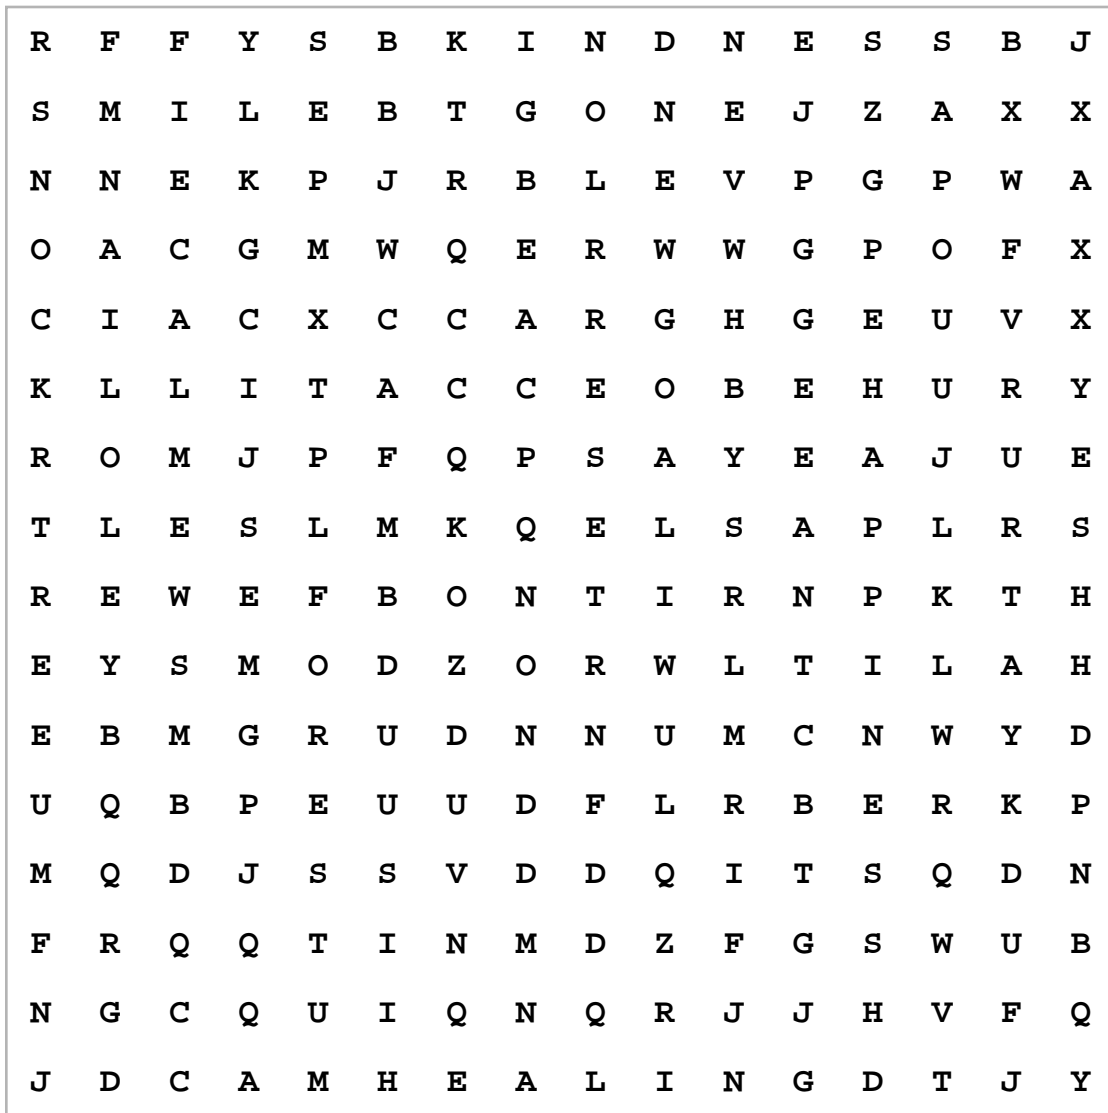 R F F Y S B K I N D N E S S B J
S M I L E B T G O N E J Z A X X
N N E K P J R B L E V P G P W A
O A C G M W Q E R W W G P O F X
C I A C X C C A R G H G E U V X
K L L I T A C C E O B E H U R Y
R O M J P F Q P S A Y E A J U E
T L E S L M K Q E L S A P L R S
R E W E F B O N T I R N P K T H
E Y S M O D Z O R W L T I L A H
E B M G R U D N N U M C N W Y D
U Q B P E U U D F L R B E R K P
M Q D J S S V D D Q I T S Q D N
F R Q Q T I N M D Z F G S W U B
N G C Q U I Q N Q R J J H V F Q
J D C A M H E A L I N G D T J Y